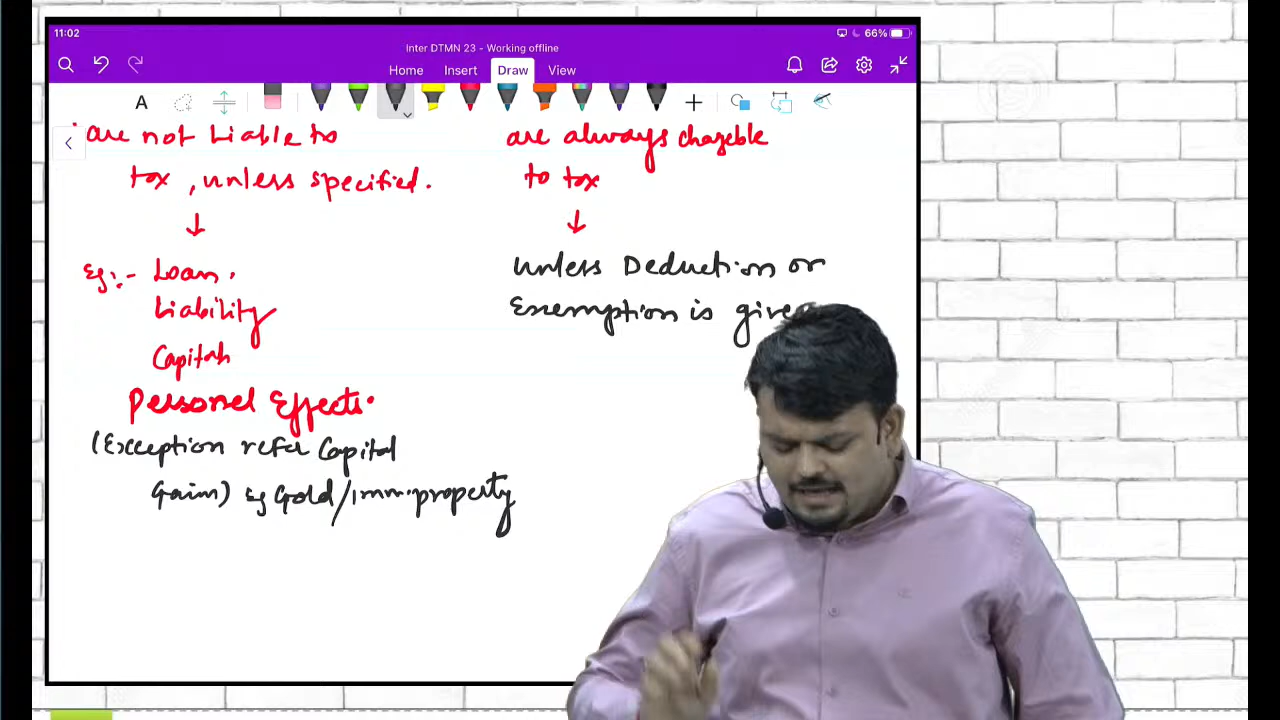 11:02
66%
Inter DTMN 23 - Working offline
Home Insert Draw View
A
are not Liable to
tax, unless specified.
Eg:- Loan.
Liability
Capital
Personal Effects.
(Exception refer Capital
Gain) eg Gold/imm. property
are always chargeble
to tax
Unless Deduction or
Exemption is given